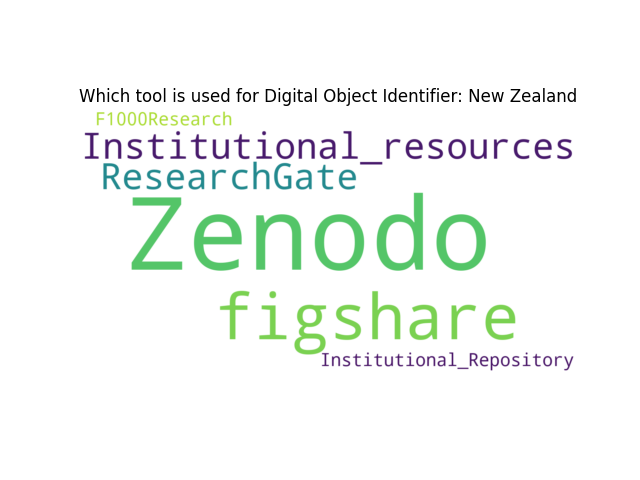 Which tool is used for Digital Object Identifier: New Zealand
F1000Research
Institutional_resources
ResearchGate
Zenodo
figshare
Institutional_Repository